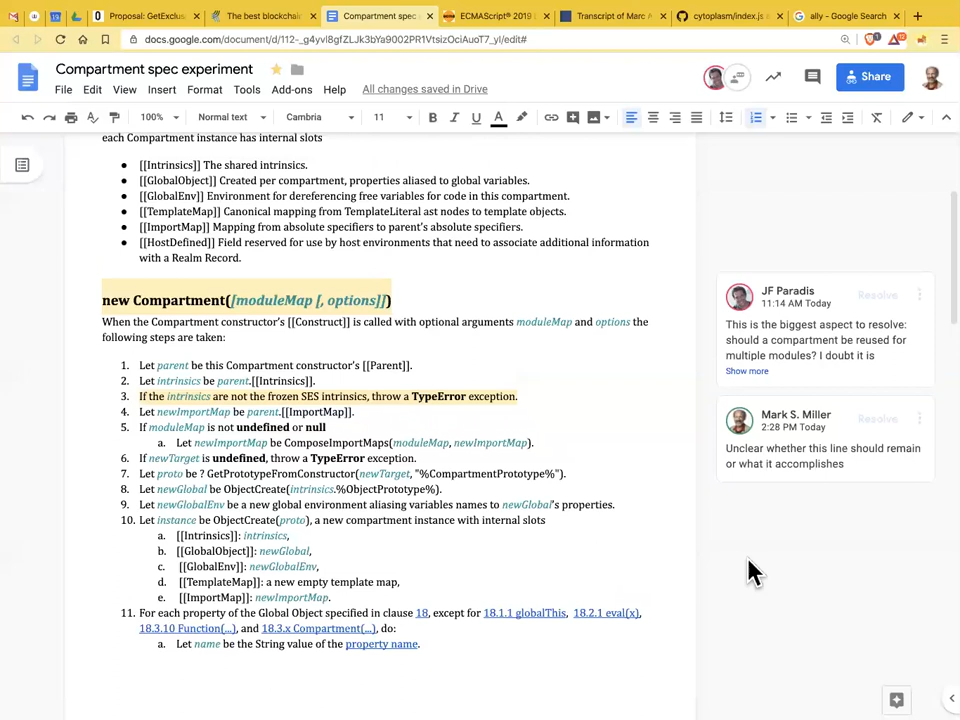 Proposal: GetExclus
The best blockchain
Compartment spec e
ECMAScript® 2019 L
Transcript of Marc A
cytoplasm/index.js a
ally - Google Search
Compartment spec experiment
File Edit View Insert Format Tools Add-ons Help All changes saved in Drive
Share
100% Normal text Cambria 11 B I U A
each Compartment instance has internal slots
● [[Intrinsics]] The shared intrinsics.
● [[GlobalObject]] Created per compartment, properties aliased to global variables.
● [[GlobalEnv]] Environment for dereferencing free variables for code in this compartment.
● [[TemplateMap]] Canonical mapping from TemplateLiteral ast nodes to template objects.
● [[ImportMap]] Mapping from absolute specifiers to parent's absolute specifiers.
● [[HostDefined]] Field reserved for use by host environments that need to associate additional information
with a Realm Record.
new Compartment([moduleMap [, options]])
When the Compartment constructor's [[Construct]] is called with optional arguments moduleMap and options the
following steps are taken:
1. Let parent be this Compartment constructor's [[Parent]].
2. Let intrinsics be parent.[[Intrinsics]].
3. If the intrinsics are not the frozen SES intrinsics, throw a TypeError exception.
4. Let newImportMap be parent.[[ImportMap]].
5. If moduleMap is not undefined or null
a. Let newImportMap be ComposeImportMaps(moduleMap, newImportMap).
6. If newTarget is undefined, throw a TypeError exception.
7. Let proto be ? GetPrototypeFromConstructor(newTarget, "%CompartmentPrototype%").
8. Let newGlobal be ObjectCreate(intrinsics.%ObjectPrototype%).
9. Let newGlobalEnv be a new global environment aliasing variables names to newGlobal's properties.
10. Let instance be ObjectCreate(proto), a new compartment instance with internal slots
a. [[Intrinsics]]: intrinsics,
b. [[GlobalObject]: newGlobal,
c. [[GlobalEnv]]: newGlobalEnv,
d. [[TemplateMap]]: a new empty template map,
e. [[ImportMap]]: newImportMap.
11. For each property of the Global Object specified in clause 18, except for 18.1.1 globalThis, 18.2.1 eval(x),
18.3.10 Function(...), and 18.3.x Compartment(...), do:
a. Let name be the String value of the property name.
JF Paradis
11:14 AM Today
Resolve
This is the biggest aspect to resolve:
should a compartment be reused for
multiple modules? I doubt it is
Show more
Mark S. Miller
2:28 PM Today
Resolve
Unclear whether this line should remain
or what it accomplishes